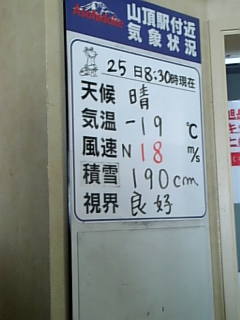 山頂駅付近
気象状況
25日8:30時現在
天候 晴
気温 -19 ℃
風速 N 18 m/s
積雪 190cm
視界 良好